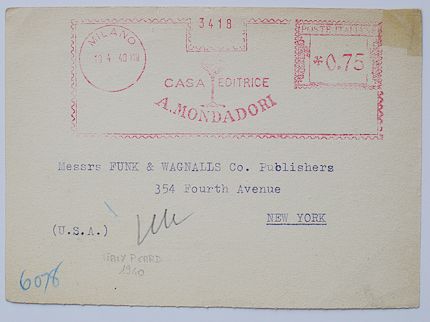 3418
POSTE ITALIANE
MILANO
19.4.40 XVIII
*0.75
CASA EDITRICE
A. MONDADORI
Messrs FUNK & WAGNALLS Co. Publishers
354 Fourth Avenue
NEW YORK
(U.S.A.)
ITALY P CARD
1940
6078